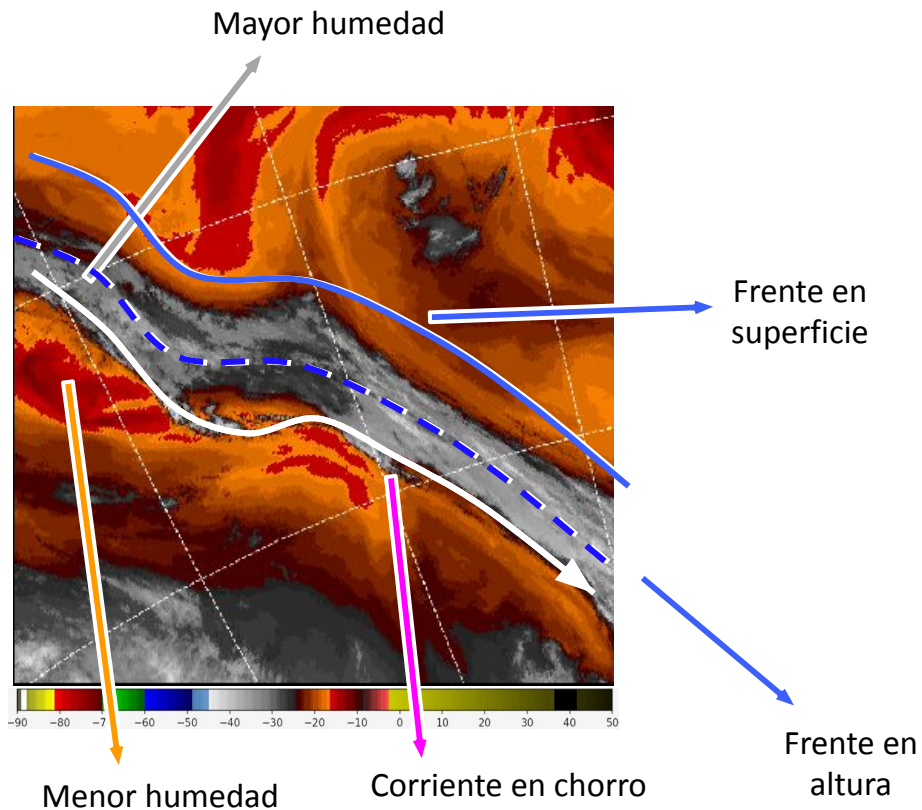 Mayor humedad
Frente en
superficie
−90 −80 −7 −60 −50 −40 −30 −20 −10 0 10 20 30 40 50
Frente en
altura
Corriente en chorro
Menor humedad